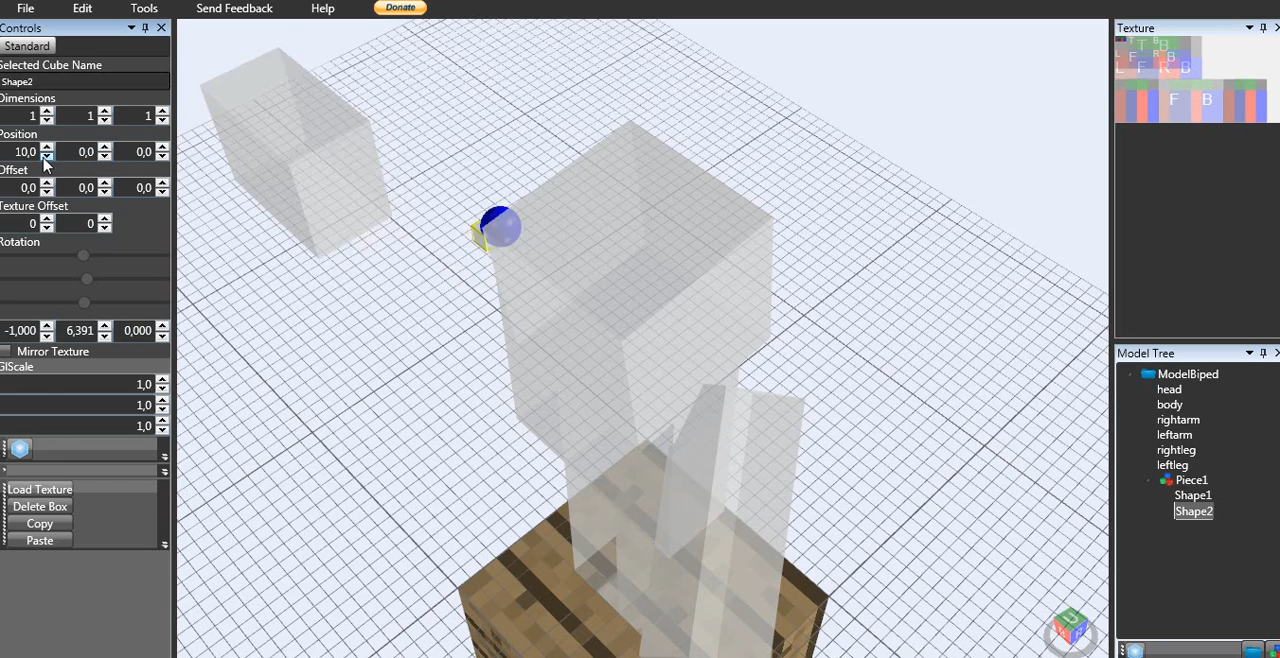 File Edit Tools Send Feedback Help Donate
Controls
Standard
Selected Cube Name
Shape2
Dimensions
1 1 1
Position
10,0 0,0 0,0
Offset
0,0 0,0 0,0
Texture Offset
0 0
Rotation
-1,000 6,391 0,000
Mirror Texture
GlScale
1,0
1,0
1,0
Load Texture
Delete Box
Copy
Paste
Texture
T B
L F R B
L F R B
F B
Model Tree
ModelBiped
head
body
rightarm
leftarm
rightleg
leftleg
Piece1
Shape1
Shape2